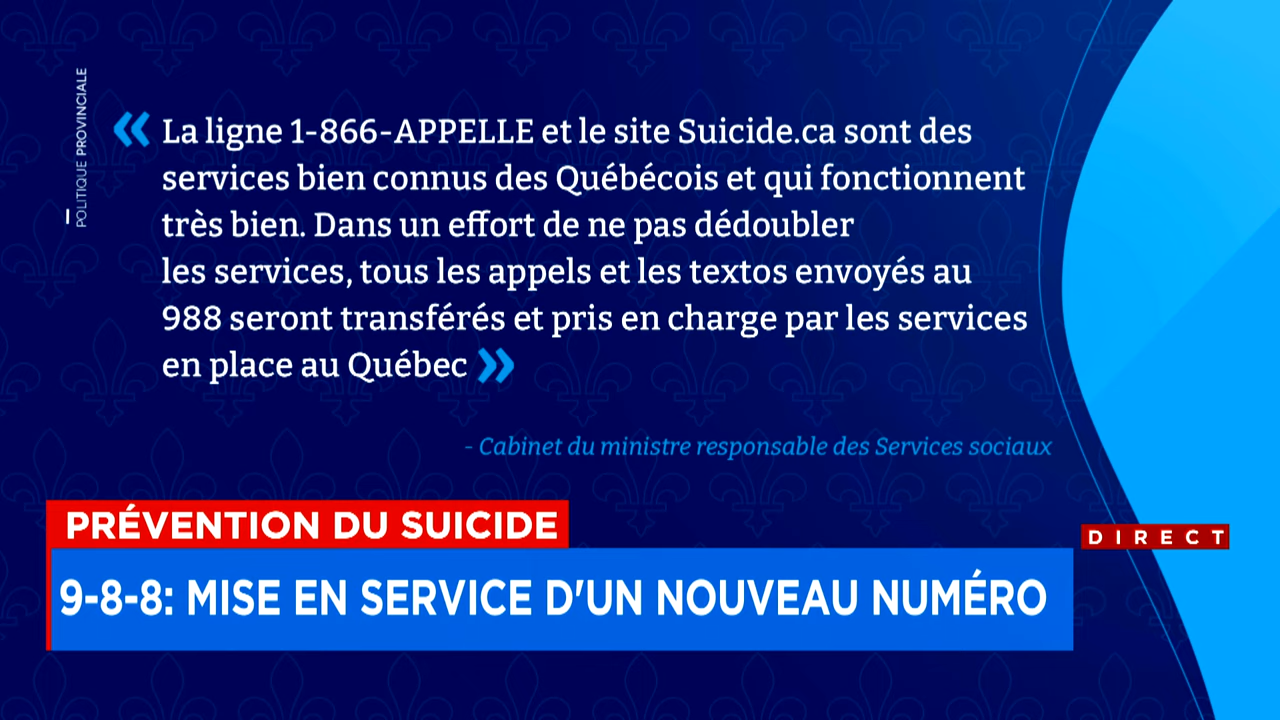 POLITIQUE PROVINCIALE
« La ligne 1-866-APPELLE et le site Suicide.ca sont des
services bien connus des Québécois et qui fonctionnent
très bien. Dans un effort de ne pas dédoubler
les services, tous les appels et les textos envoyés au
988 seront transférés et pris en charge par les services
en place au Québec »
- Cabinet du ministre responsable des Services sociaux
PRÉVENTION DU SUICIDE
DIRECT
9-8-8: MISE EN SERVICE D'UN NOUVEAU NUMÉRO